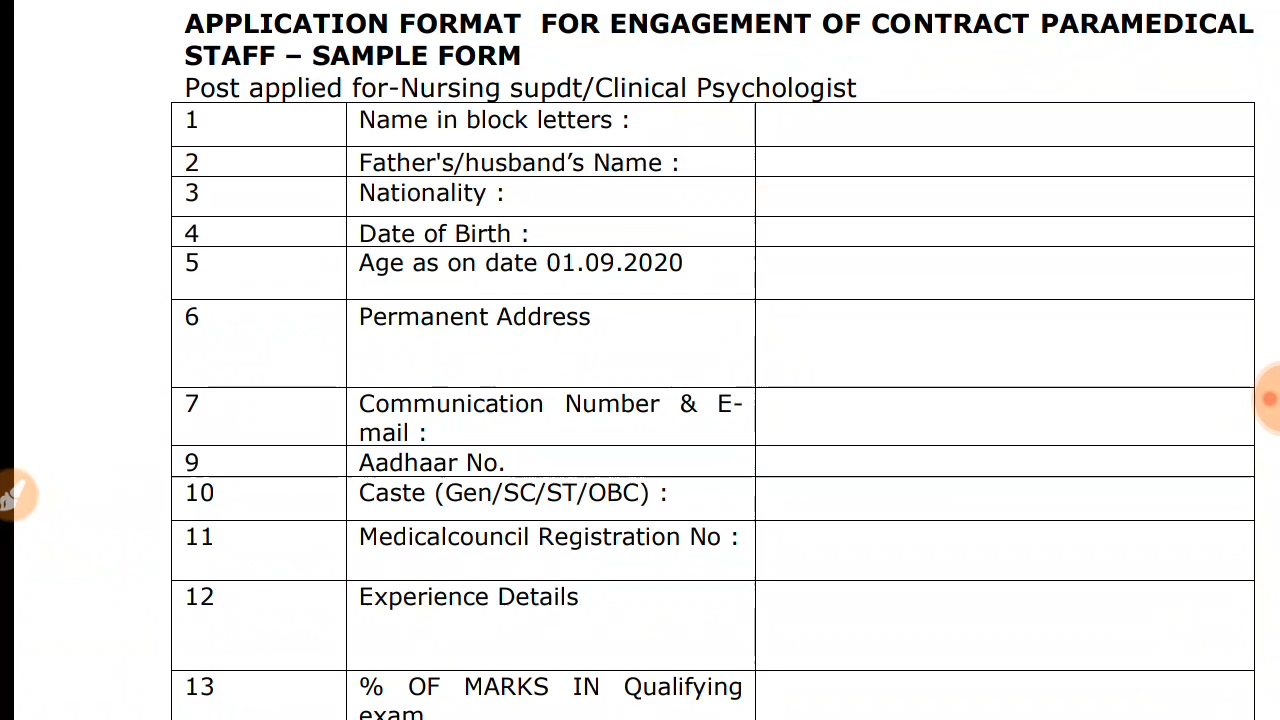 APPLICATION FORMAT FOR ENGAGEMENT OF CONTRACT PARAMEDICAL
STAFF – SAMPLE FORM
Post applied for-Nursing supdt/Clinical Psychologist
1 Name in block letters :
2 Father's/husband’s Name :
3 Nationality :
4 Date of Birth :
5 Age as on date 01.09.2020
6 Permanent Address
7 Communication Number & E-
mail :
9 Aadhaar No.
10 Caste (Gen/SC/ST/OBC) :
11 Medicalcouncil Registration No :
12 Experience Details
13 % OF MARKS IN Qualifying
exam